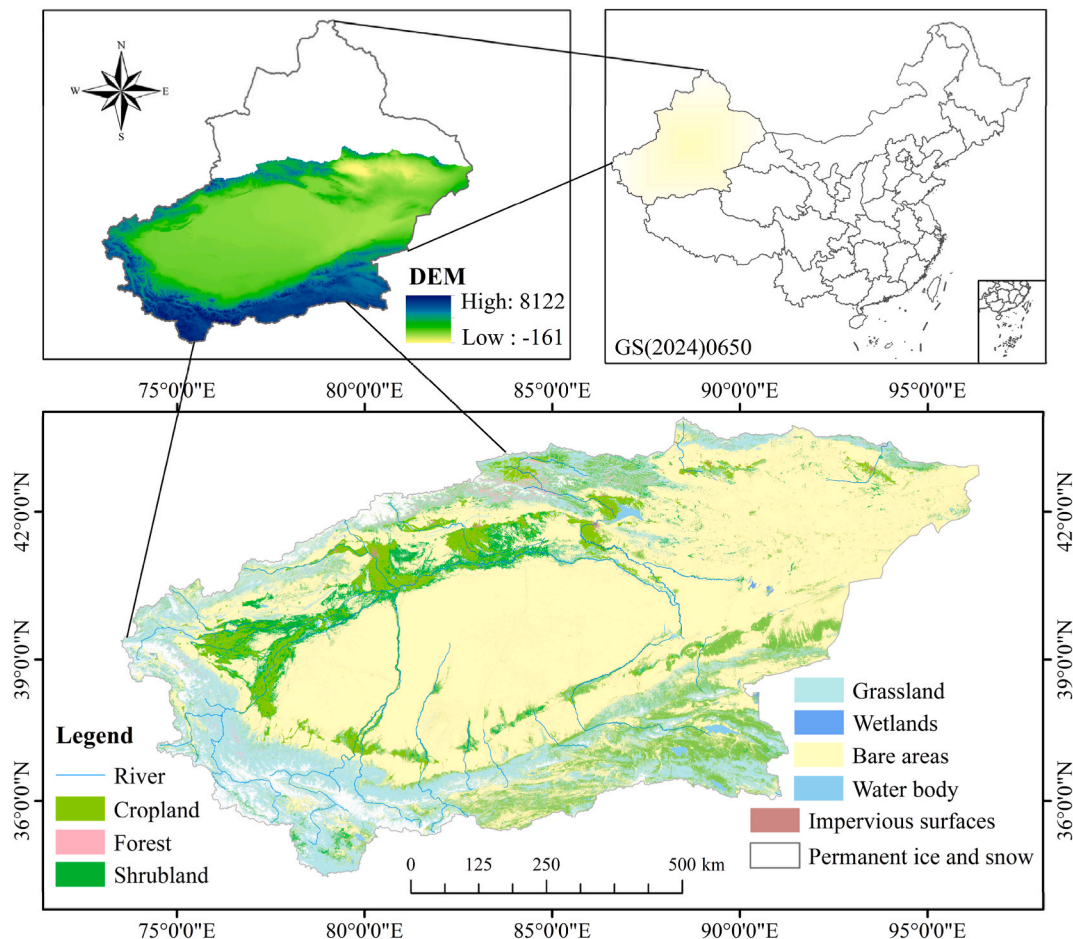 N
W
E
S
DEM
High: 8122
Low : -161
GS(2024)0650
75°0'0"E
80°0'0"E
85°0'0"E
90°0'0"E
95°0'0"E
42°0'0"N
42°0'0"N
39°0'0"N
39°0'0"N
36°0'0"N
36°0'0"N
Legend
River
Cropland
Forest
Shrubland
Grassland
Wetlands
Bare areas
Water body
Impervious surfaces
Permanent ice and snow
0 125 250 500 km
75°0'0"E
80°0'0"E
85°0'0"E
90°0'0"E
95°0'0"E